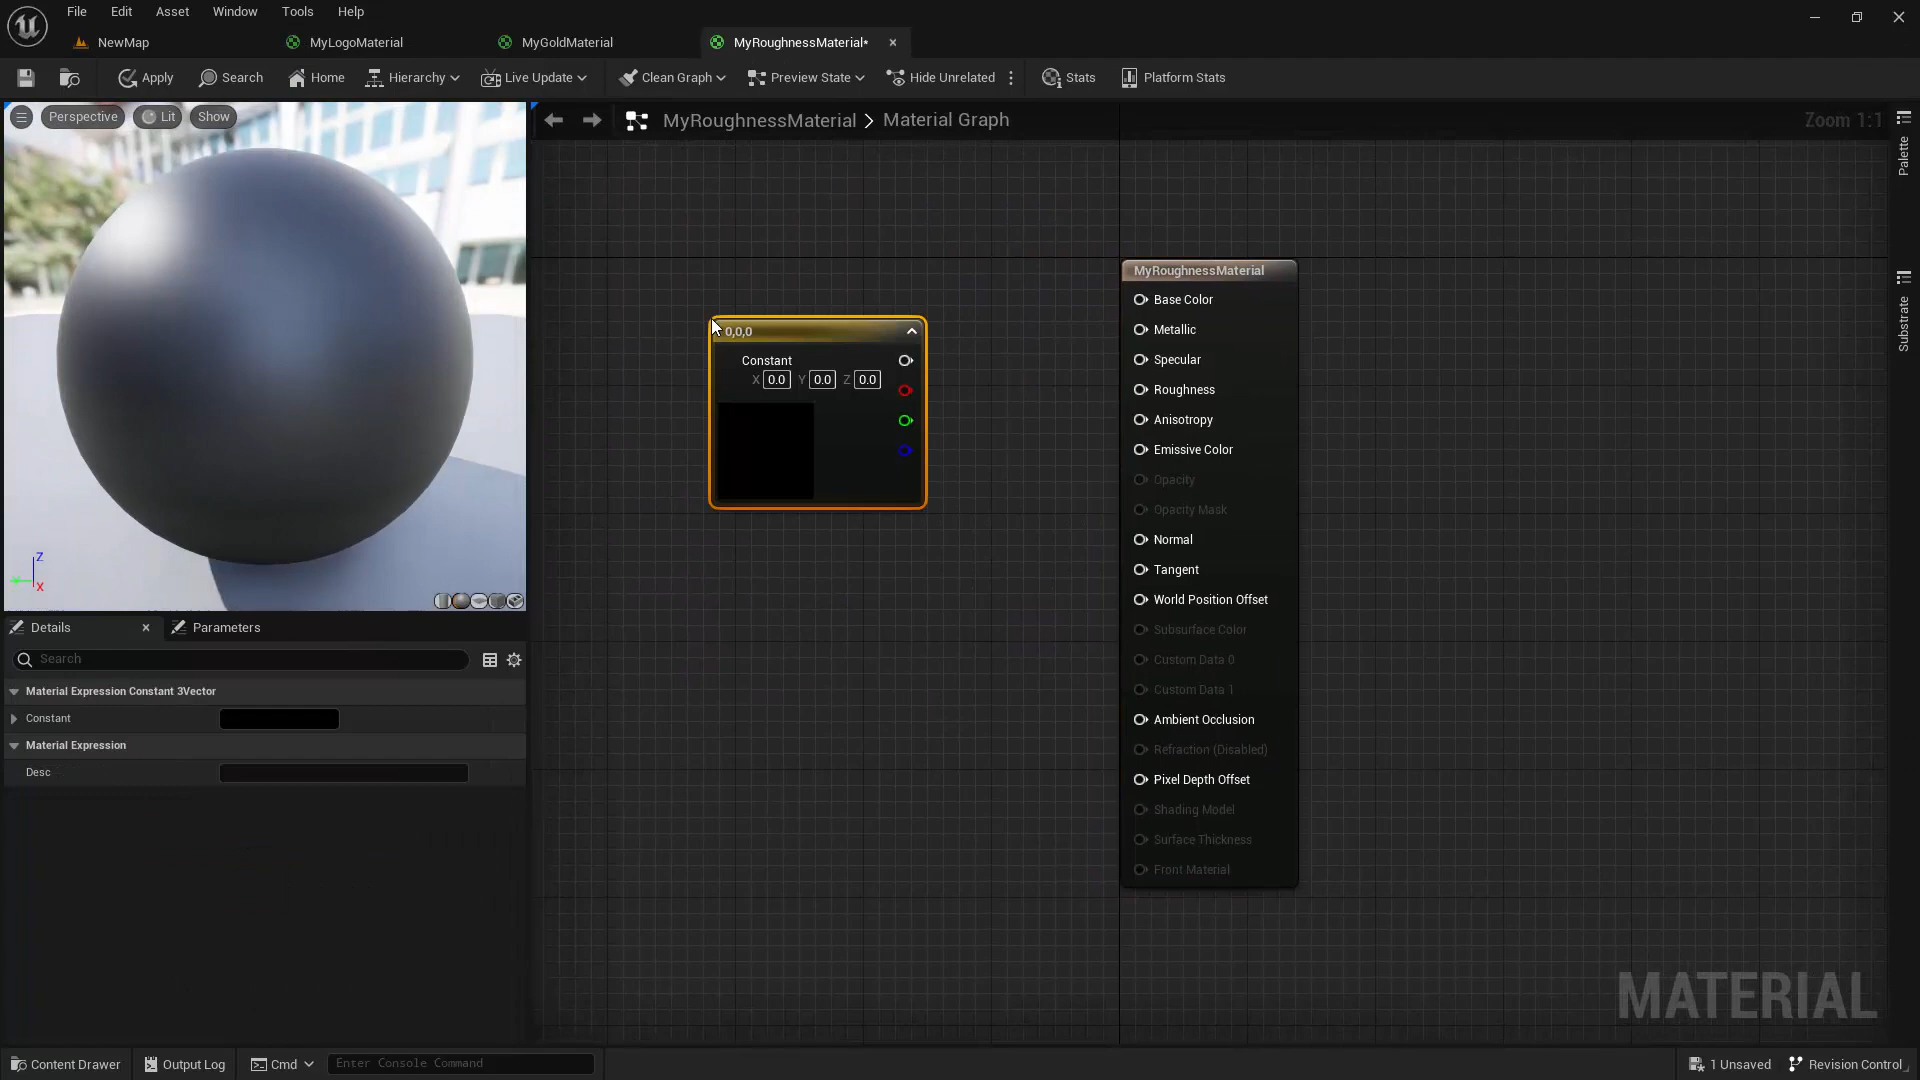 File Edit Asset Window Tools Help
NewMap MyLogoMaterial MyGoldMaterial MyRoughnessMaterial*
Apply Search Home Hierarchy Live Update Clean Graph Preview State Hide Unrelated Stats Platform Stats
Perspective Lit Show
MyRoughnessMaterial > Material Graph
Zoom 1:1
Palette
Substrate
0,0,0
Constant
X 0.0 Y 0.0 Z 0.0
MyRoughnessMaterial
Base Color
Metallic
Specular
Roughness
Anisotropy
Emissive Color
Opacity
Opacity Mask
Normal
Tangent
World Position Offset
Subsurface Color
Custom Data 0
Custom Data 1
Ambient Occlusion
Refraction (Disabled)
Pixel Depth Offset
Shading Model
Surface Thickness
Front Material
Z
Y
X
Details Parameters
Search
Material Expression Constant 3Vector
Constant
Material Expression
Desc
MATERIAL
Content Drawer Output Log Cmd Enter Console Command
1 Unsaved Revision Control